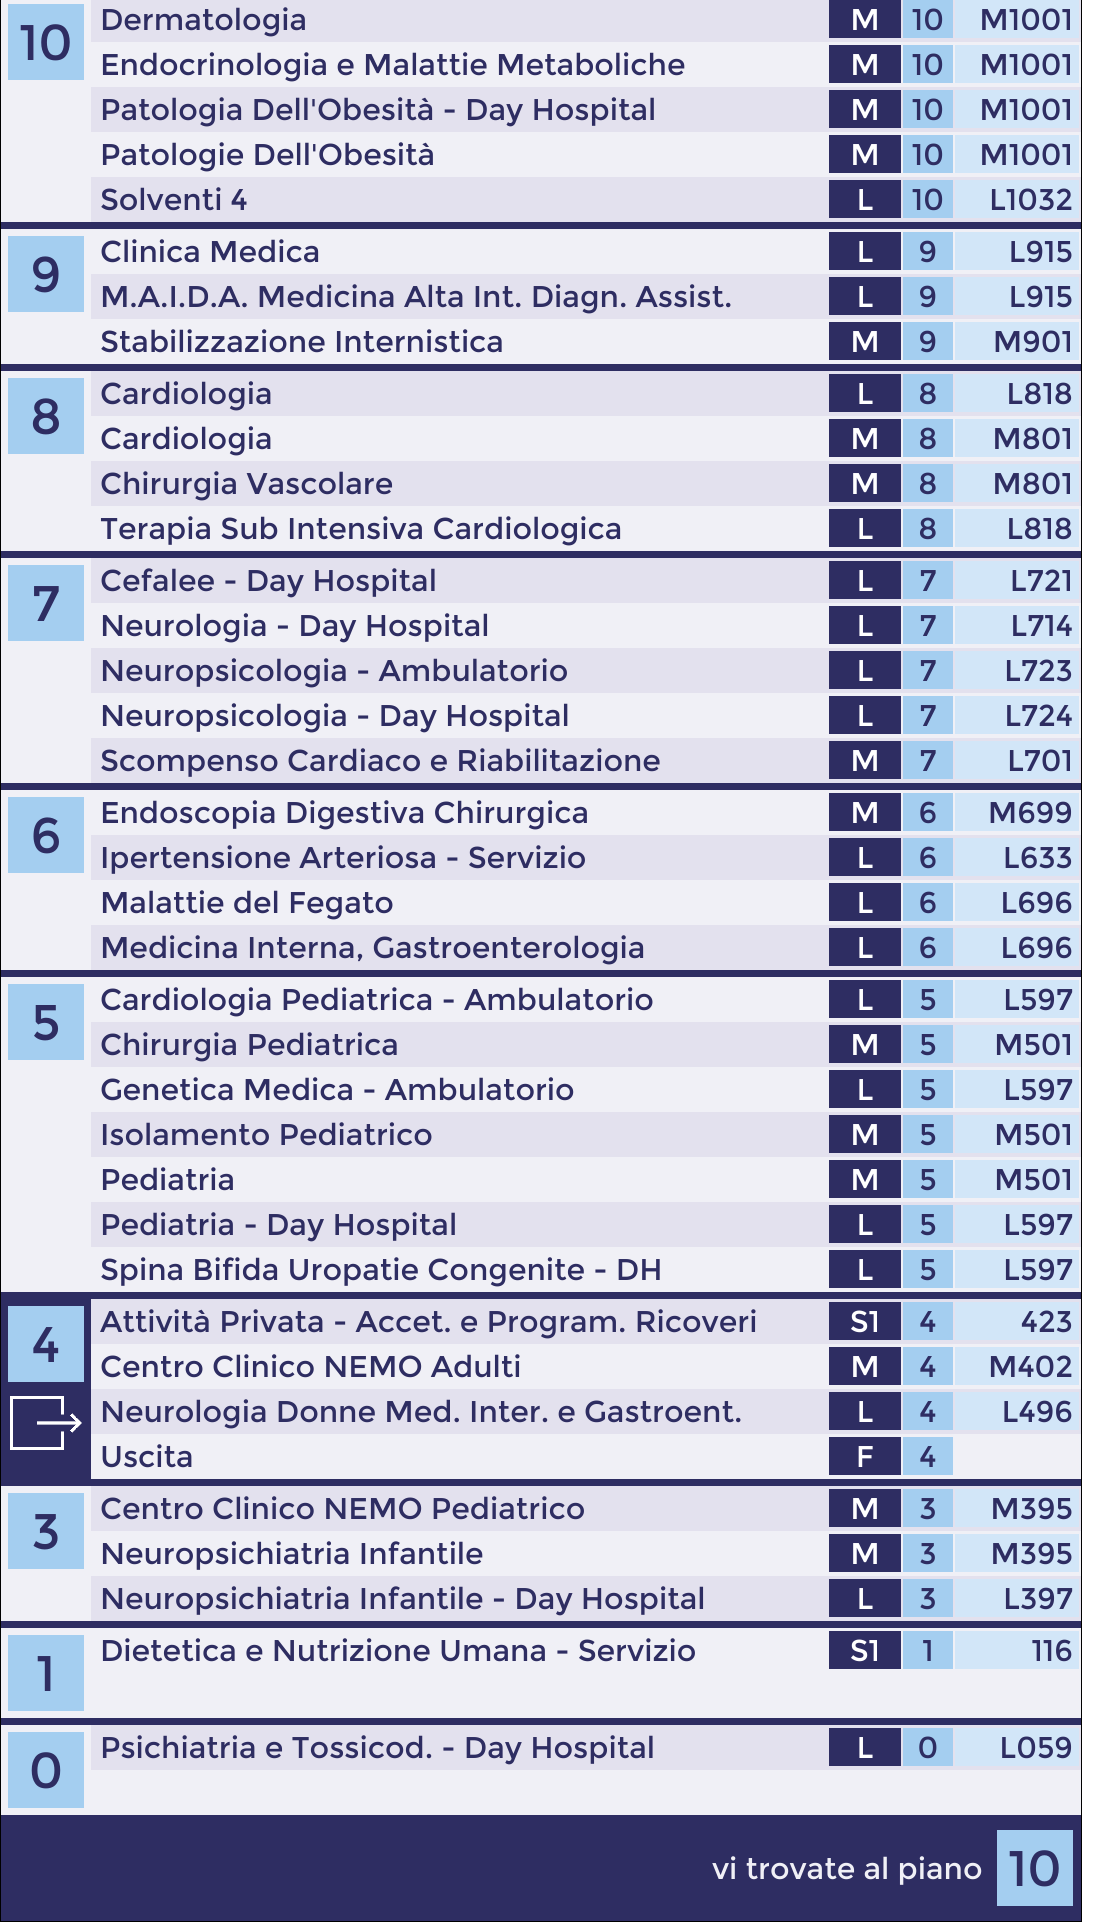 10 Dermatologia M 10 M1001
Endocrinologia e Malattie Metaboliche M 10 M1001
Patologia Dell'Obesità - Day Hospital M 10 M1001
Patologie Dell'Obesità M 10 M1001
Solventi 4 L 10 L1032
9 Clinica Medica L 9 L915
M.A.I.D.A. Medicina Alta Int. Diagn. Assist. L 9 L915
Stabilizzazione Internistica M 9 M901
8 Cardiologia L 8 L818
Cardiologia M 8 M801
Chirurgia Vascolare M 8 M801
Terapia Sub Intensiva Cardiologica L 8 L818
7 Cefalee - Day Hospital L 7 L721
Neurologia - Day Hospital L 7 L714
Neuropsicologia - Ambulatorio L 7 L723
Neuropsicologia - Day Hospital L 7 L724
Scompenso Cardiaco e Riabilitazione M 7 L701
6 Endoscopia Digestiva Chirurgica M 6 M699
Ipertensione Arteriosa - Servizio L 6 L633
Malattie del Fegato L 6 L696
Medicina Interna, Gastroenterologia L 6 L696
5 Cardiologia Pediatrica - Ambulatorio L 5 L597
Chirurgia Pediatrica M 5 M501
Genetica Medica - Ambulatorio L 5 L597
Isolamento Pediatrico M 5 M501
Pediatria M 5 M501
Pediatria - Day Hospital L 5 L597
Spina Bifida Uropatie Congenite - DH L 5 L597
4 Attività Privata - Accet. e Program. Ricoveri S1 4 423
Centro Clinico NEMO Adulti M 4 M402
Neurologia Donne Med. Inter. e Gastroent. L 4 L496
Uscita F 4
3 Centro Clinico NEMO Pediatrico M 3 M395
Neuropsichiatria Infantile M 3 M395
Neuropsichiatria Infantile - Day Hospital L 3 L397
1 Dietetica e Nutrizione Umana - Servizio S1 1 116
0 Psichiatria e Tossicod. - Day Hospital L 0 L059
vi trovate al piano 10